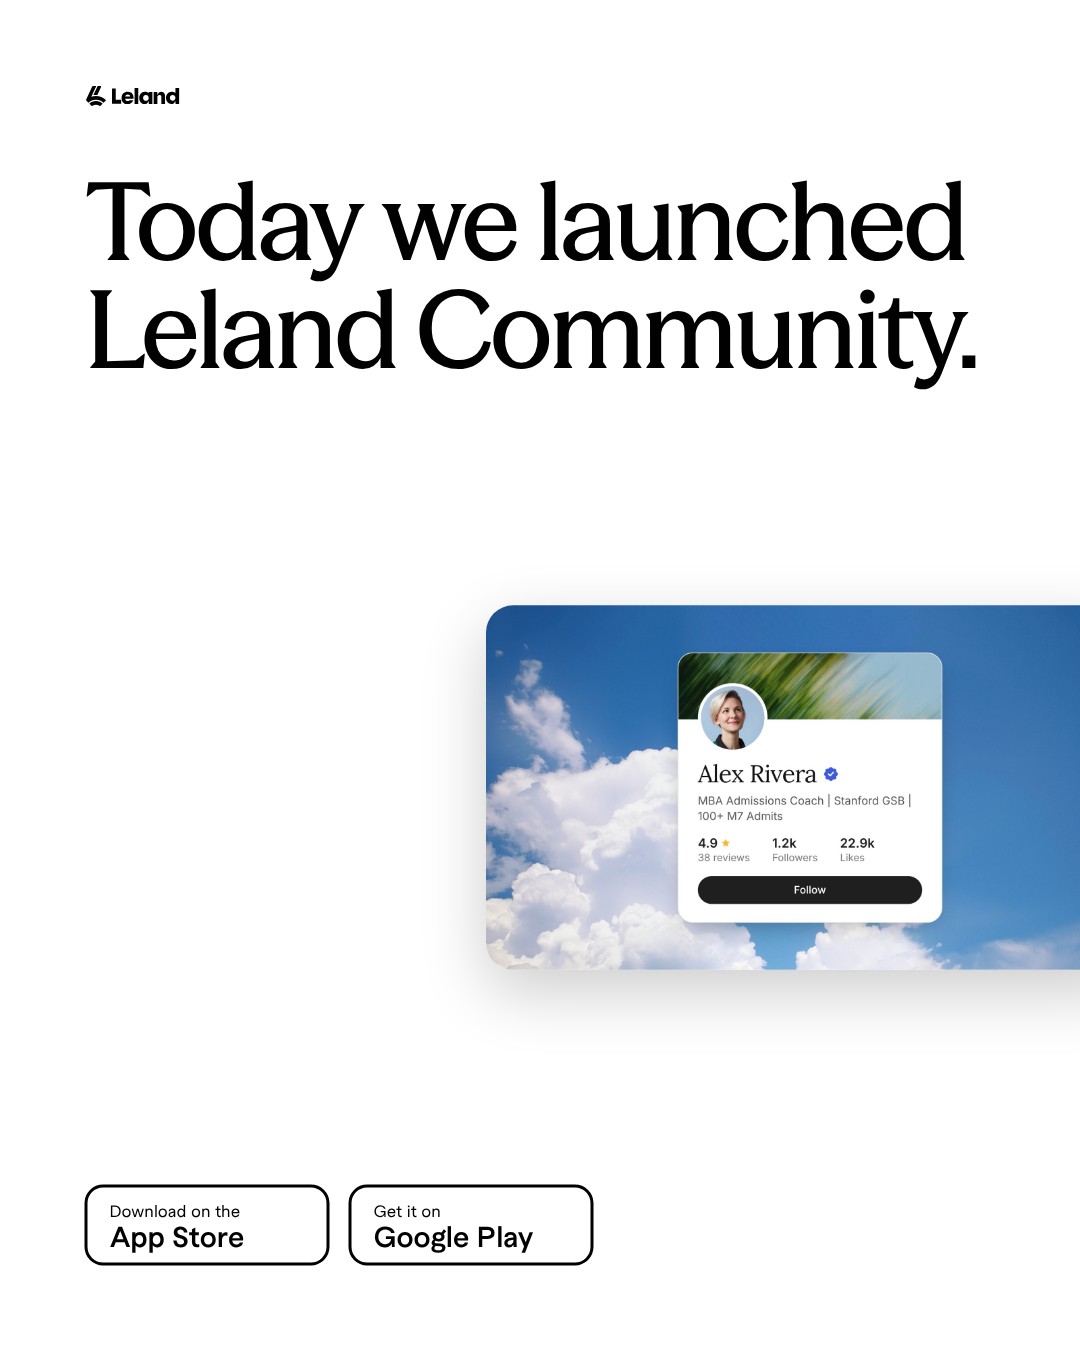 Leland
Today we launched
Leland Community.
Alex Rivera
MBA Admissions Coach | Stanford GSB |
100+ M7 Admits
4.9 1.2k 22.9k
38 reviews Followers Likes
Follow
Download on the
App Store
Get it on
Google Play